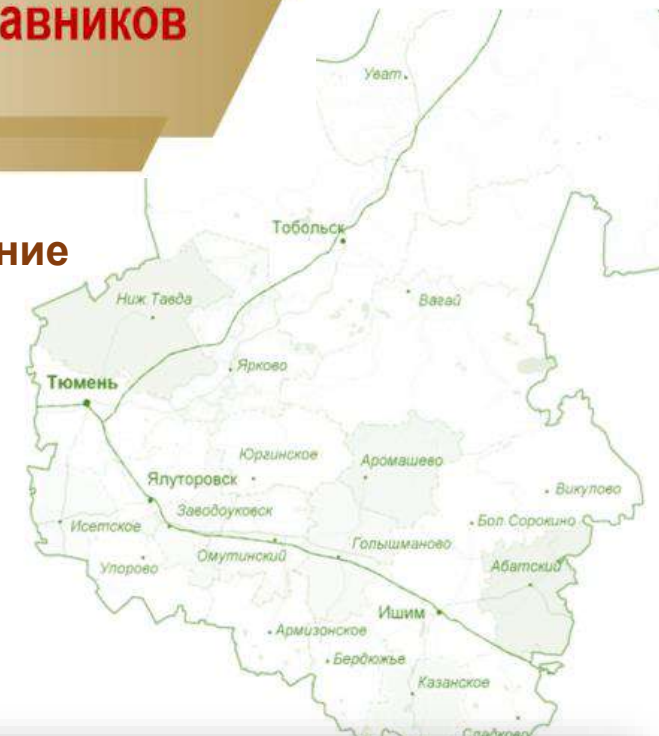 авников
Уват
Тобольск
ние
Ниж.Тавда
Вагай
Ярково
Тюмень
Юргинское
Аромашево
Ялуторовск
Викулово
Заводоуковск
Исетское
Бол.Сорокино
Омутинский
Голышманово
Упорово
Абатский
Ишим
Армизонское
Бердюжье
Казанское
Сладково